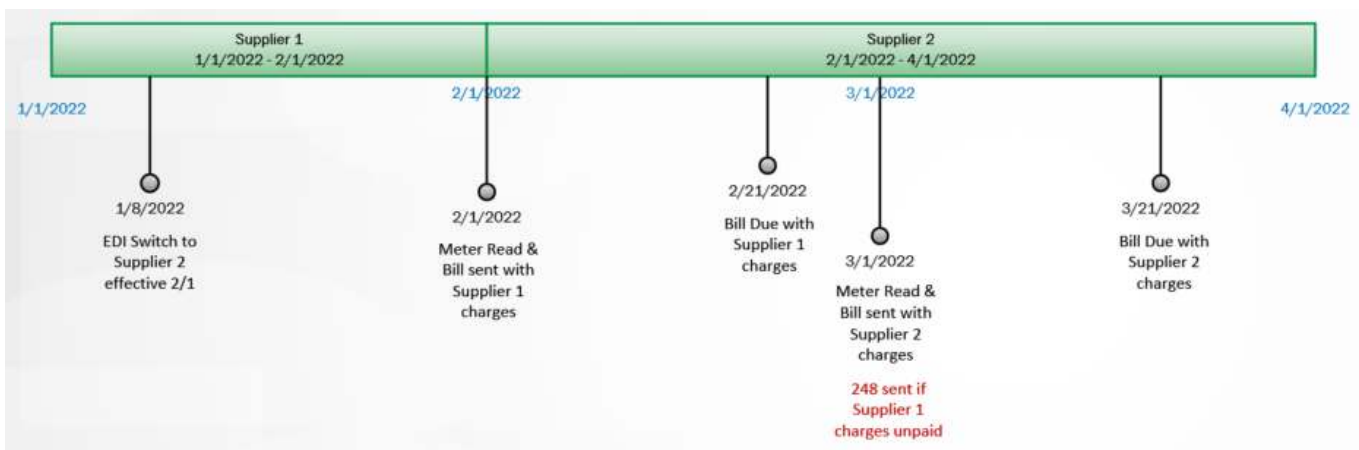 Supplier 1
1/1/2022 - 2/1/2022
Supplier 2
2/1/2022 - 4/1/2022
1/1/2022
2/1/2022
3/1/2022
4/1/2022
1/8/2022
EDI Switch to
Supplier 2
effective 2/1
2/1/2022
Meter Read &
Bill sent with
Supplier 1
charges
2/21/2022
Bill Due with
Supplier 1
charges
3/1/2022
Meter Read &
Bill sent with
Supplier 2
charges
248 sent if
Supplier 1
charges unpaid
3/21/2022
Bill Due with
Supplier 2
charges